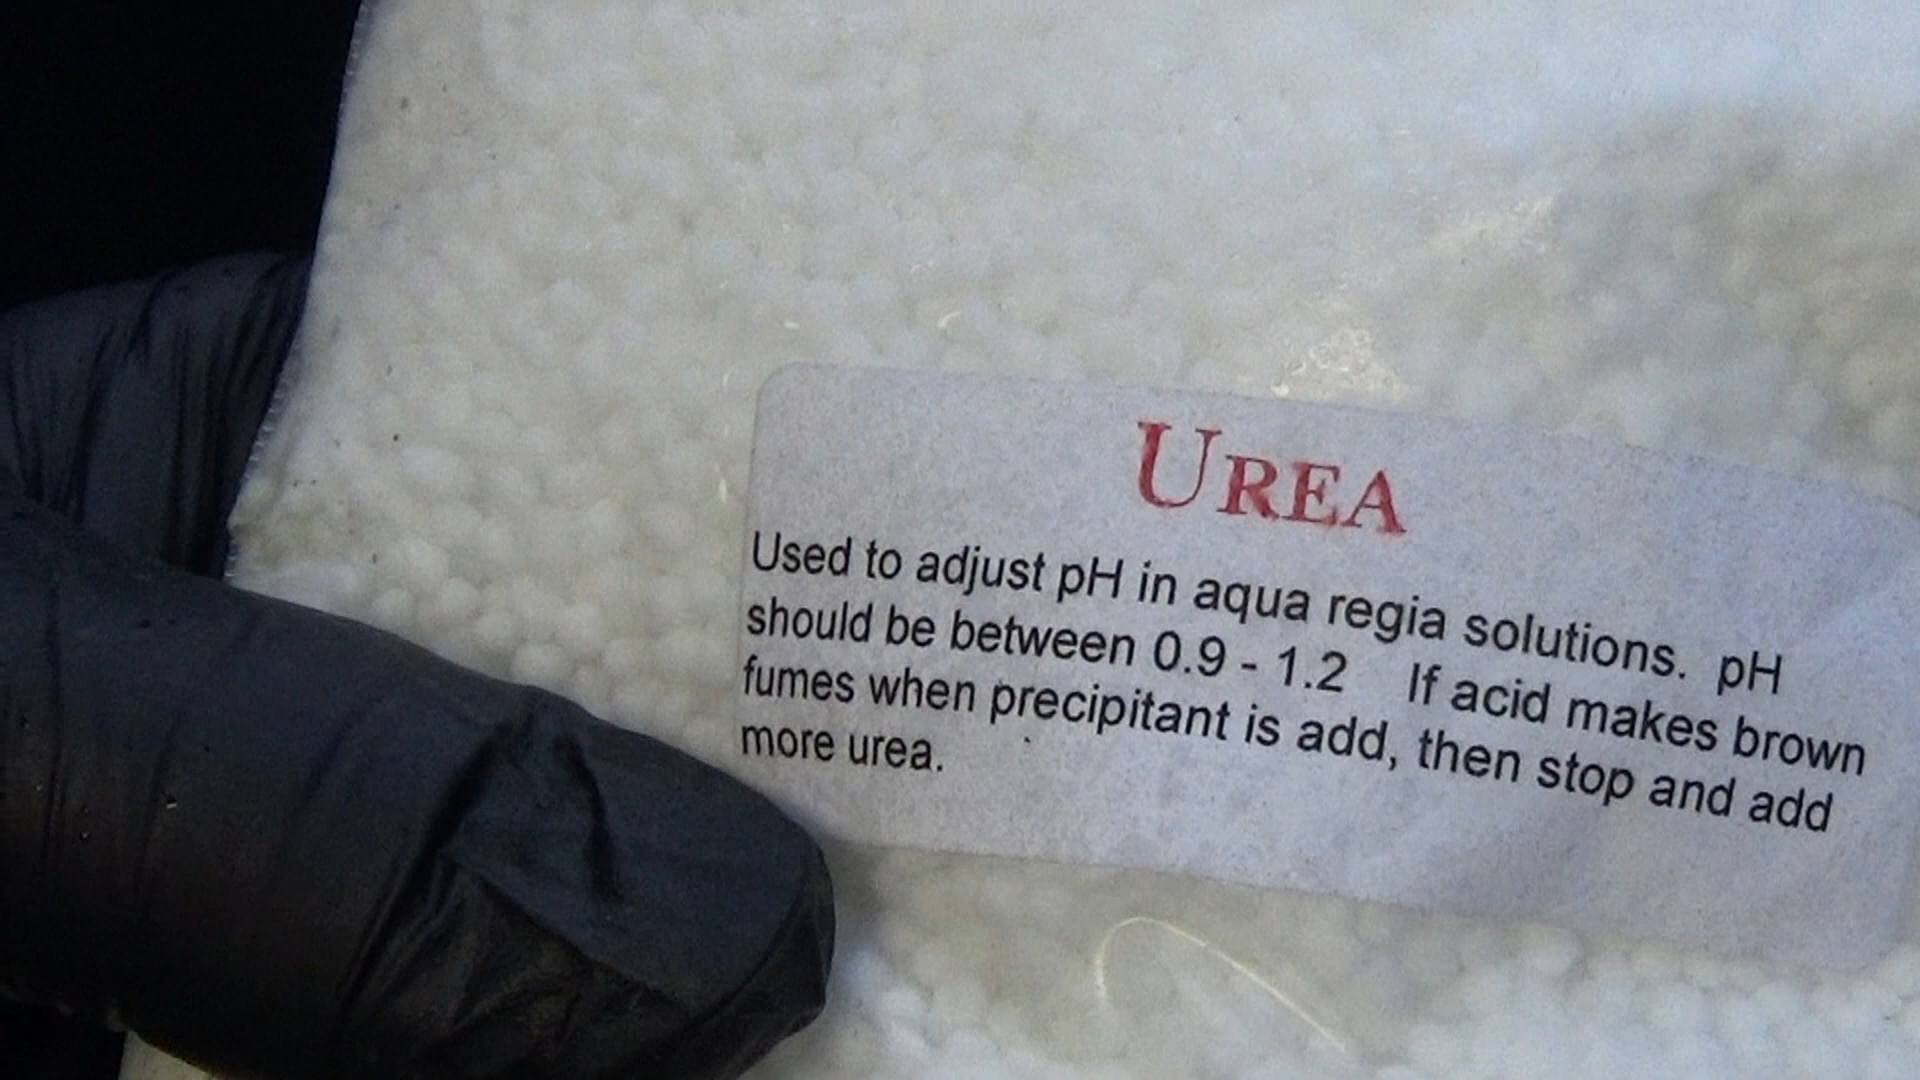 UREA
Used to adjust pH in aqua regia solutions. pH
should be between 0.9 - 1.2 If acid makes brown
fumes when precipitant is add, then stop and add
more urea.